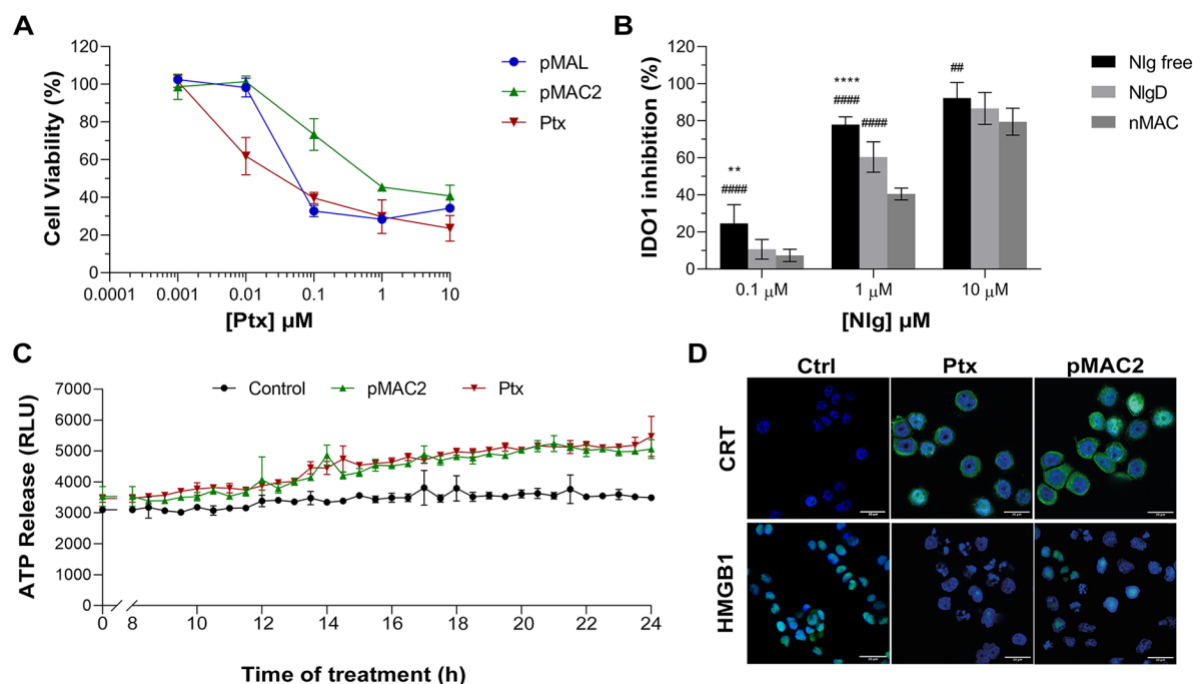 A
Cell Viability (%)
120
100
80
60
40
20
0
0.0001 0.001 0.01 0.1 1 10
[Ptx] µM
pMAL
pMAC2
Ptx
B
IDO1 inhibition (%)
120
100
80
60
40
20
0
**
####
****
####
####
##
0.1 µM 1 µM 10 µM
[Nlg] µM
Nlg free
NlgD
nMAC
C
Control pMAC2 Ptx
ATP Release (RLU)
7000
6000
5000
4000
3000
2000
1000
0
0 8 10 12 14 16 18 20 22 24
Time of treatment (h)
D
Ctrl Ptx pMAC2
CRT
HMGB1